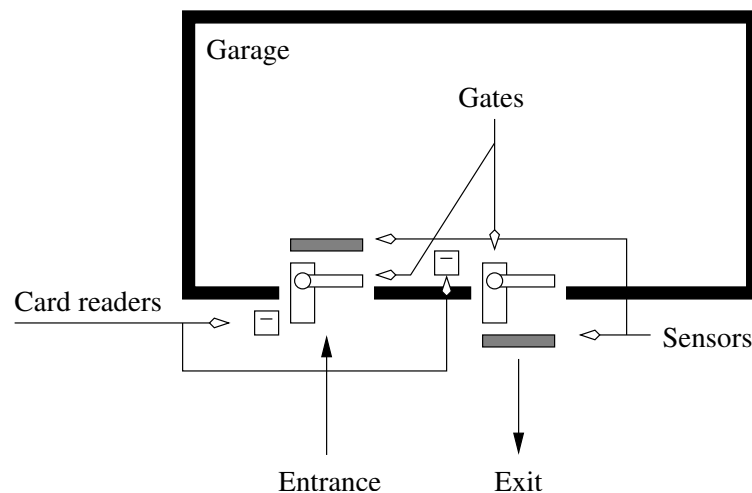 Garage
Gates
Card readers
Sensors
Entrance
Exit